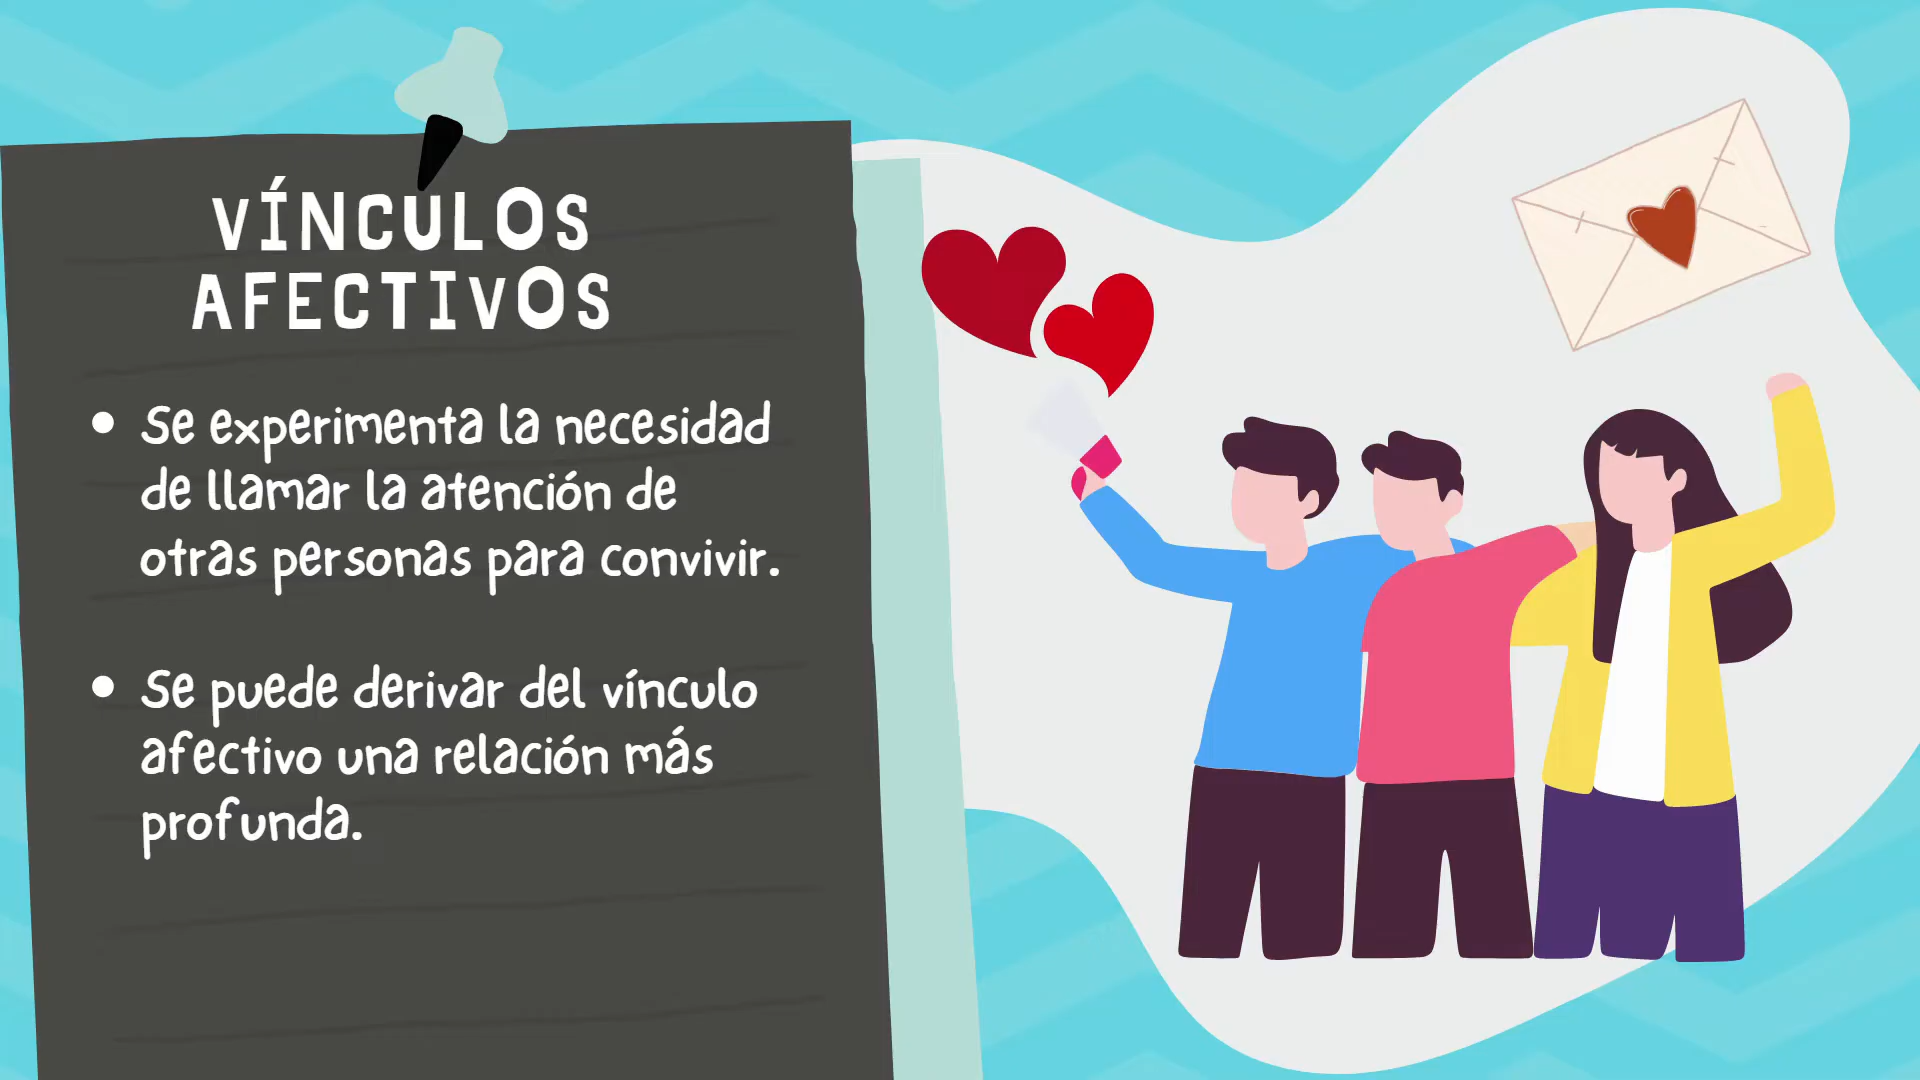 VÍNCULOS
AFECTIVOS
• Se experimenta la necesidad
de llamar la atención de
otras personas para convivir.
• Se puede derivar del vínculo
afectivo una relación más
profunda.